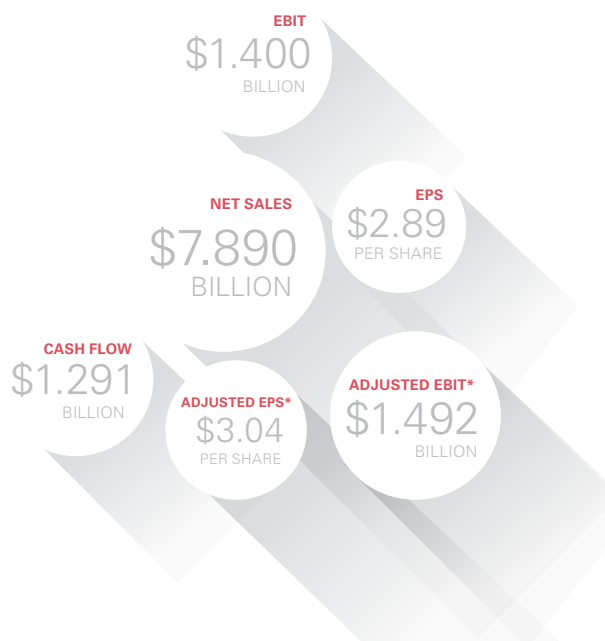 EBIT
$1.400
BILLION
NET SALES
$7.890
BILLION
EPS
$2.89
PER SHARE
CASH FLOW
$1.291
BILLION
ADJUSTED EPS*
$3.04
PER SHARE
ADJUSTED EBIT*
$1.492
BILLION